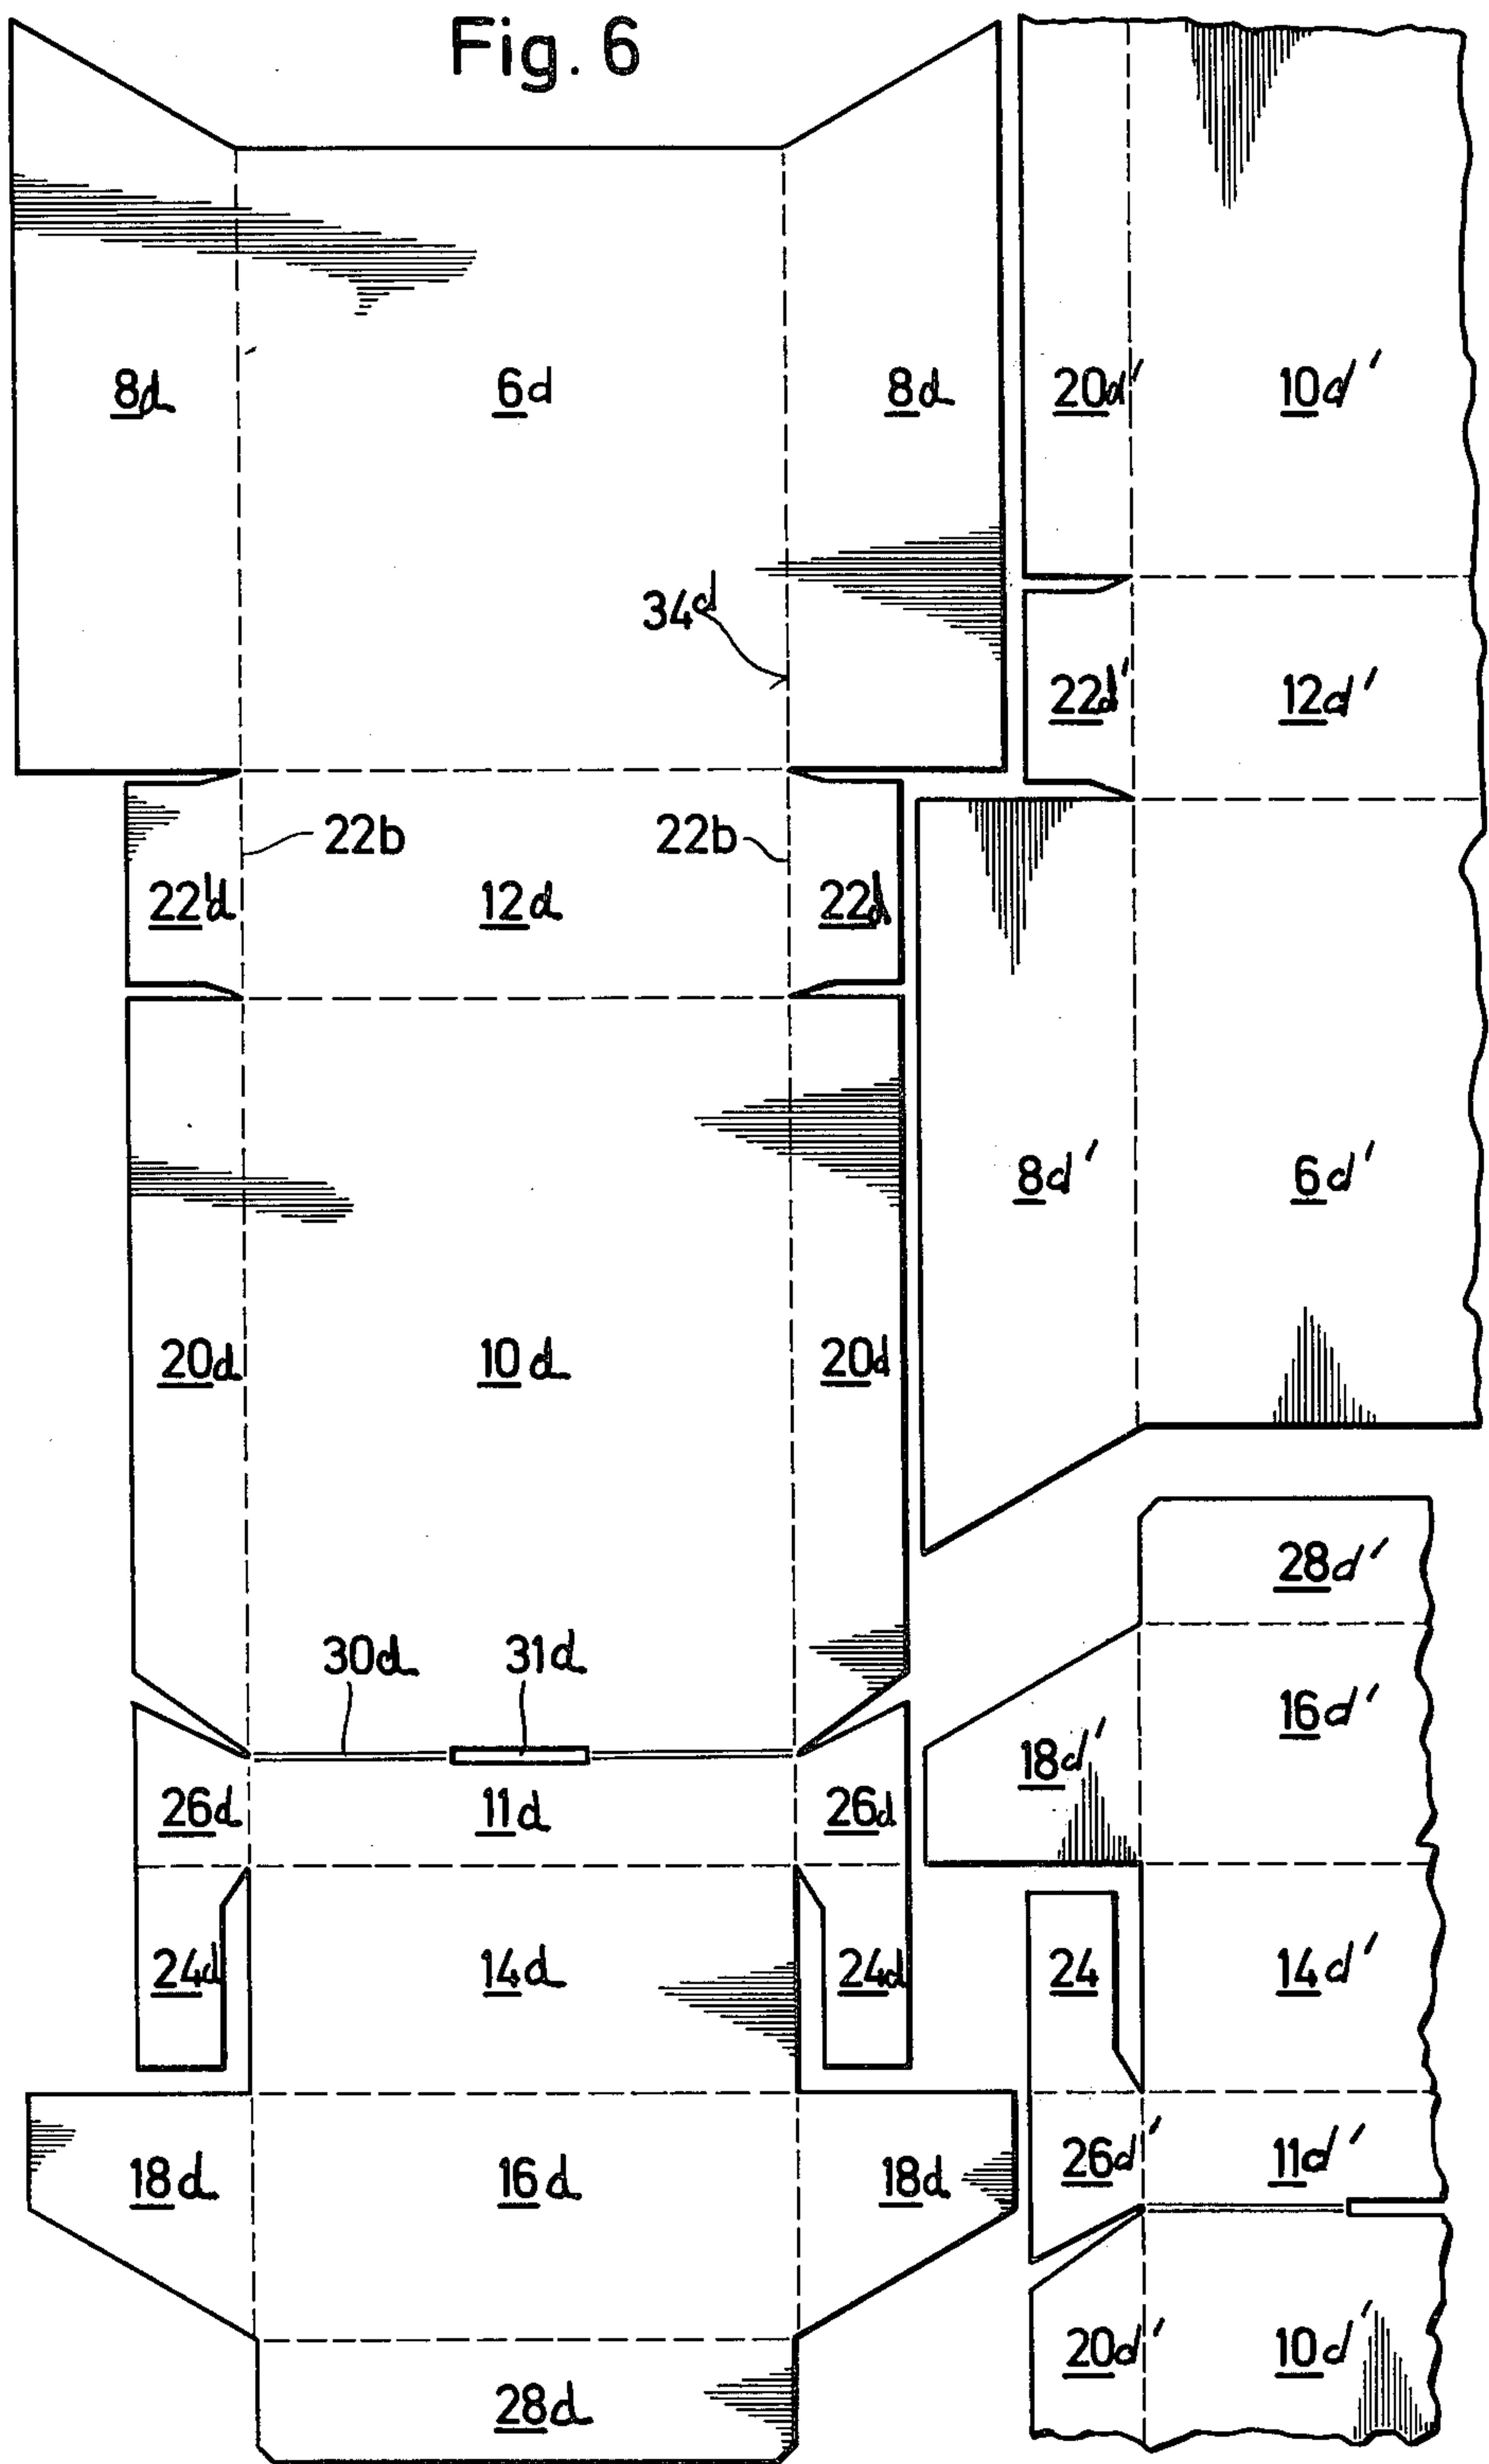 Fig. 6
8d 6d 8d 20d' 10d'
34d
22d' 12d'
22b 22b
22d 12d 22d
8d' 6d'
20d 10d 20d
28d'
30d 31d
16d'
18d'
26d 11d 26d
24d 14d 24d 24 14d'
18d 16d 18d 26d' 11d'
20d' 10d'
28d